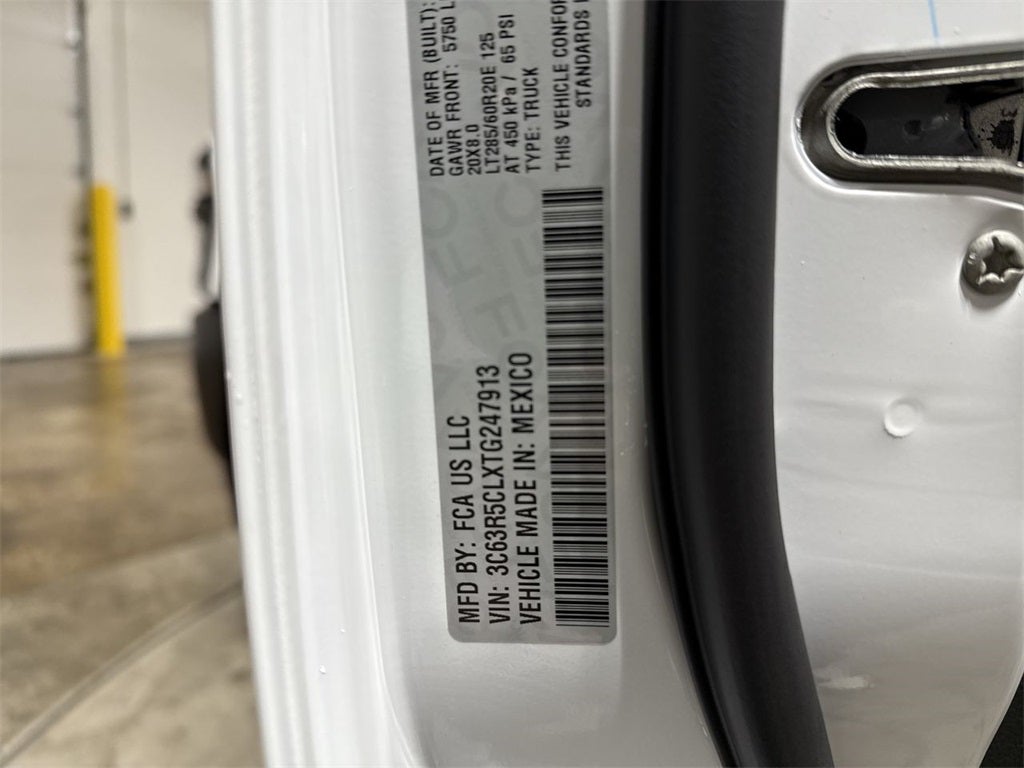 MFD BY: FCA US LLC
DATE OF MFR (BUILT):
VIN: 3C63R5CLXTG247913
GAWR FRONT: 5750 L
20X8.0
VEHICLE MADE IN: MEXICO
LT285/60R20E 125
AT 450 kPa / 65 PSI
TYPE: TRUCK
THIS VEHICLE CONFOR
STANDARDS